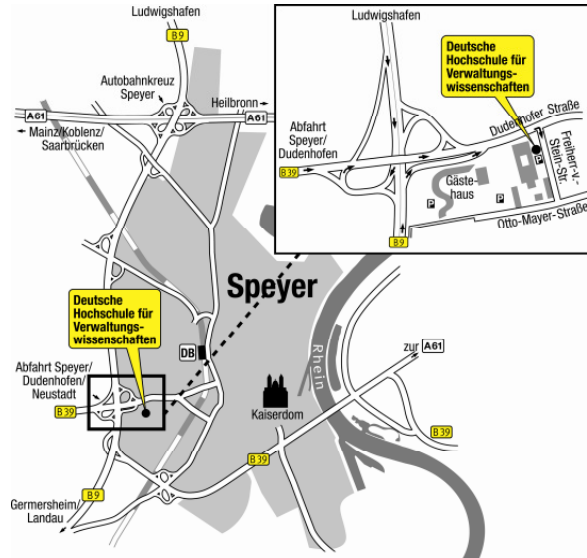 Ludwigshafen
B9
Autobahnkreuz
Speyer
Heilbronn
A61
A61
Mainz/Koblenz/
Saarbrücken
Speyer
Deutsche
Hochschule für
Verwaltungs-
wissenschaften
DB
Abfahrt Speyer/
Dudenhofen/
Neustadt
B39
Kaiserdom
Rhein
zur A61
B39
B39
B9
Germersheim/
Landau
Ludwigshafen
Deutsche
Hochschule für
Verwaltungs-
wissenschaften
Abfahrt
Speyer/
Dudenhofen
B39
Dudenhofer Straße
Freiherr-v.-
Stein-Str.
Gäste-
haus
P
P
P
Otto-Mayer-Straße
B9